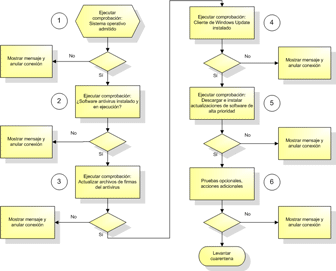 1
Ejecutar
comprobación:
Sistema operativo
admitido
No
Mostrar mensaje y
anular conexión
Sí
2
Ejecutar comprobación:
¿Software antivirus instalado y
en ejecución?
No
Mostrar mensaje y
anular conexión
Sí
3
Ejecutar comprobación:
Actualizar archivos de firmas
del antivirus
No
Mostrar mensaje y
anular conexión
Sí
Ejecutar comprobación:
Cliente de Windows Update
instalado
4
No
Mostrar mensaje y
anular conexión
Sí
Ejecutar comprobación:
Descargar e instalar
actualizaciones de software de
alta prioridad
5
No
Mostrar mensaje y
anular conexión
Sí
Pruebas opcionales,
acciones adicionales
6
No
Mostrar mensaje y
anular conexión
Levantar
cuarentena